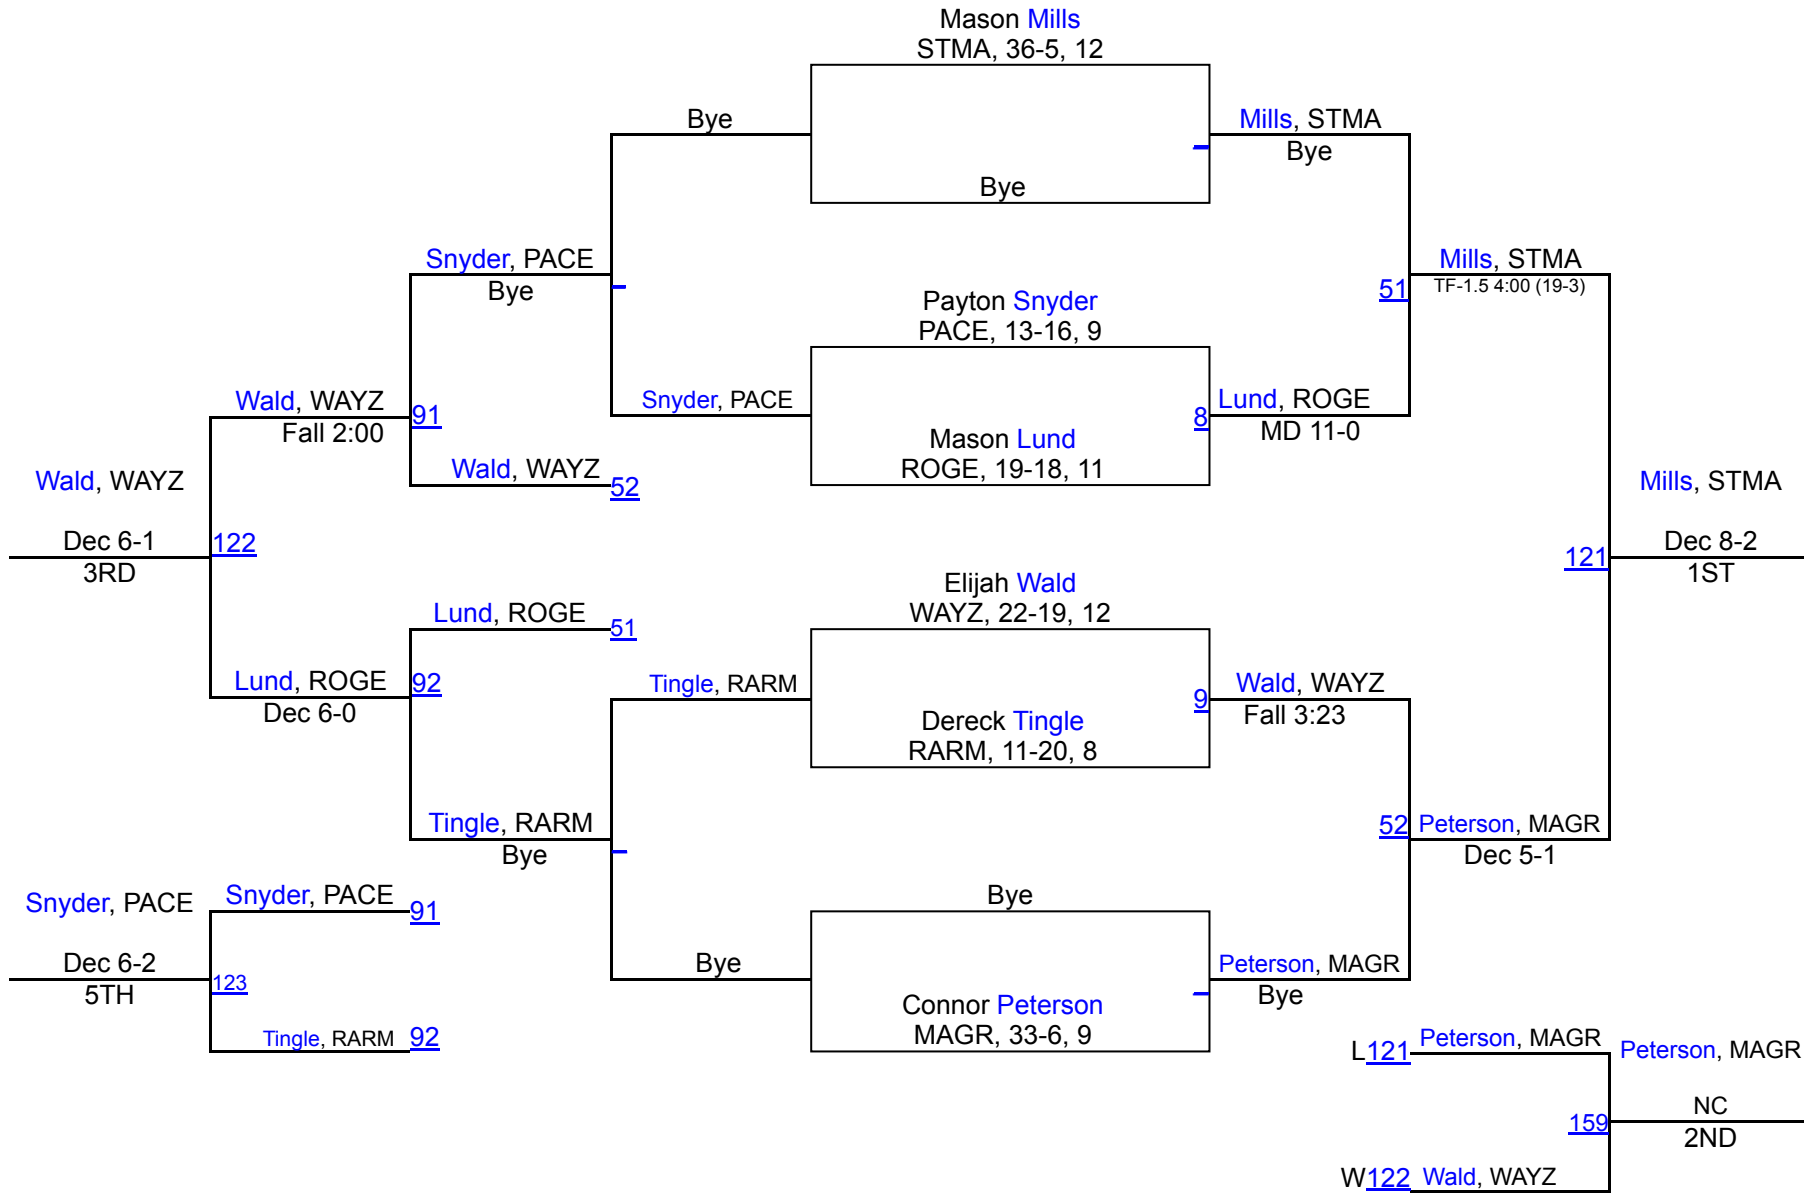 Mason Mills
STMA, 36-5, 12
Bye
Mills, STMA
Bye
Bye
Snyder, PACE
Bye
Mills, STMA
TF-1.5 4:00 (19-3)
51
Payton Snyder
PACE, 13-16, 9
Snyder, PACE
8
Lund, ROGE
MD 11-0
Mason Lund
ROGE, 19-18, 11
Wald, WAYZ
Fall 2:00
91
Wald, WAYZ
52
Wald, WAYZ
Dec 6-1
3RD
122
Mills, STMA
Dec 8-2
1ST
121
Elijah Wald
WAYZ, 22-19, 12
Lund, ROGE
51
Tingle, RARM
9
Wald, WAYZ
Fall 3:23
Lund, ROGE
Dec 6-0
92
Dereck Tingle
RARM, 11-20, 8
Tingle, RARM
Bye
52
Peterson, MAGR
Dec 5-1
Bye
Snyder, PACE
Snyder, PACE
91
Dec 6-2
5TH
123
Tingle, RARM
92
Bye
Peterson, MAGR
Bye
Connor Peterson
MAGR, 33-6, 9
L121
Peterson, MAGR
Peterson, MAGR
159
NC
2ND
W122
Wald, WAYZ